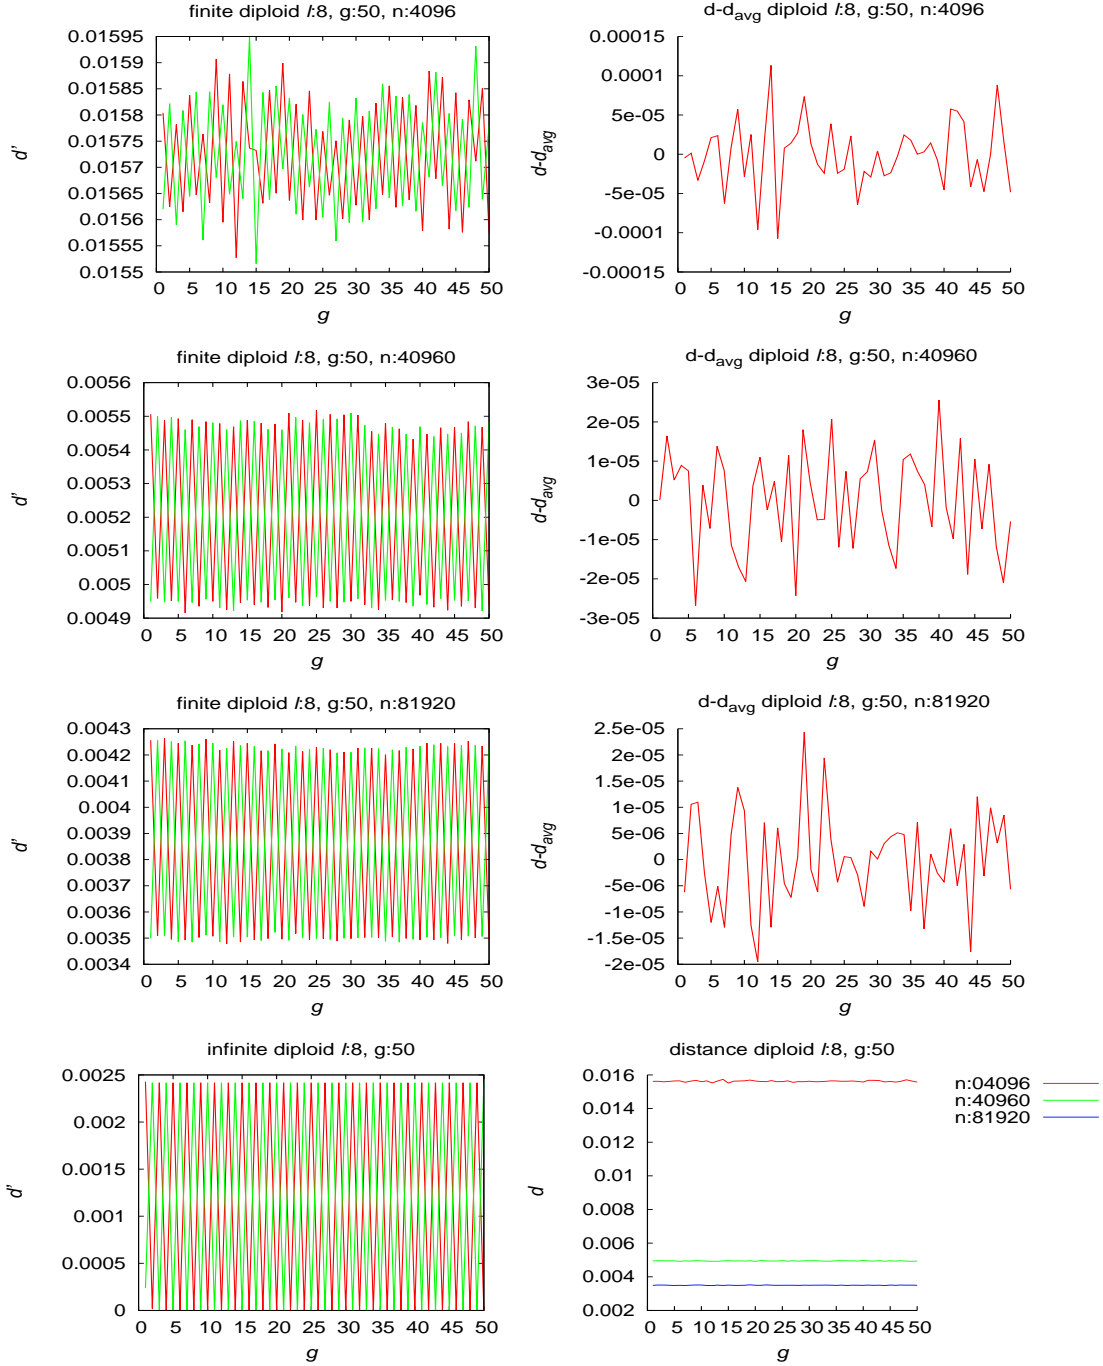 finite diploid l:8, g:50, n:4096
0.01595
0.0159
0.01585
0.0158
0.01575
0.0157
0.01565
0.0156
0.01555
0.0155
d'
0 5 10 15 20 25 30 35 40 45 50
g
d-davg diploid l:8, g:50, n:4096
0.00015
0.0001
5e-05
0
-5e-05
-0.0001
-0.00015
d-davg
0 5 10 15 20 25 30 35 40 45 50
g
finite diploid l:8, g:50, n:40960
0.0056
0.0055
0.0054
0.0053
0.0052
0.0051
0.005
0.0049
d'
0 5 10 15 20 25 30 35 40 45 50
g
d-davg diploid l:8, g:50, n:40960
3e-05
2e-05
1e-05
0
-1e-05
-2e-05
-3e-05
d-davg
0 5 10 15 20 25 30 35 40 45 50
g
finite diploid l:8, g:50, n:81920
0.0043
0.0042
0.0041
0.004
0.0039
0.0038
0.0037
0.0036
0.0035
0.0034
d'
0 5 10 15 20 25 30 35 40 45 50
g
d-davg diploid l:8, g:50, n:81920
2.5e-05
2e-05
1.5e-05
1e-05
5e-06
0
-5e-06
-1e-05
-1.5e-05
-2e-05
d-davg
0 5 10 15 20 25 30 35 40 45 50
g
infinite diploid l:8, g:50
0.0025
0.002
0.0015
0.001
0.0005
0
d'
0 5 10 15 20 25 30 35 40 45 50
g
distance diploid l:8, g:50
0.016
0.014
0.012
0.01
0.008
0.006
0.004
0.002
d
0 5 10 15 20 25 30 35 40 45 50
g
n:04096
n:40960
n:81920